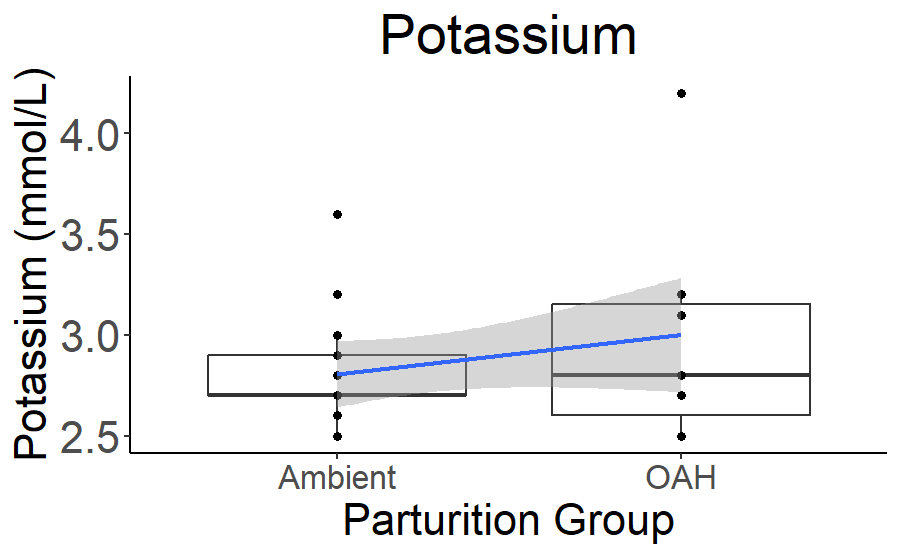 Potassium
Potassium (mmol/L)
4.0
3.5
3.0
2.5
Ambient
OAH
Parturition Group